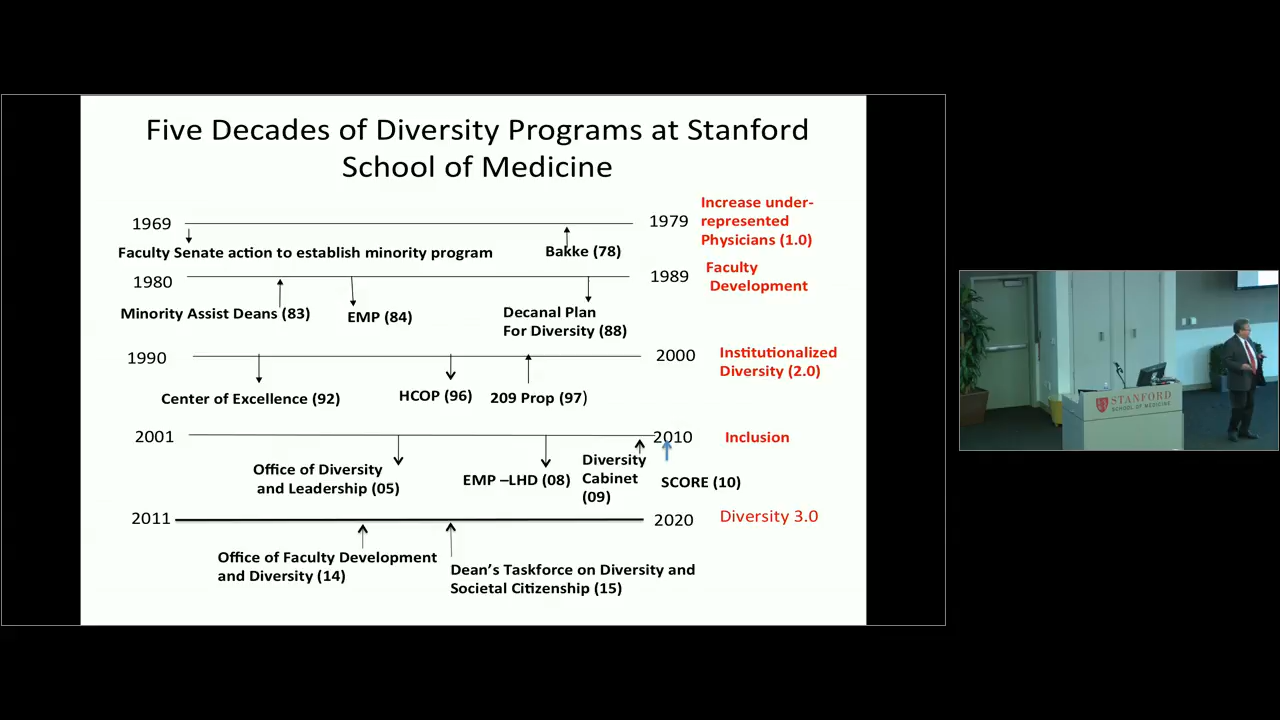 Five Decades of Diversity Programs at Stanford
School of Medicine
1969
1979
Increase under-
represented
Physicians (1.0)
Faculty Senate action to establish minority program
Bakke (78)
1980
1989
Faculty
Development
Minority Assist Deans (83)
EMP (84)
Decanal Plan
For Diversity (88)
1990
2000
Institutionalized
Diversity (2.0)
Center of Excellence (92)
HCOP (96)
209 Prop (97)
2001
2010
Inclusion
Office of Diversity
and Leadership (05)
EMP –LHD (08)
Diversity
Cabinet
(09)
SCORE (10)
2011
2020
Diversity 3.0
Office of Faculty Development
and Diversity (14)
Dean's Taskforce on Diversity and
Societal Citizenship (15)
STANFORD
SCHOOL OF MEDICINE